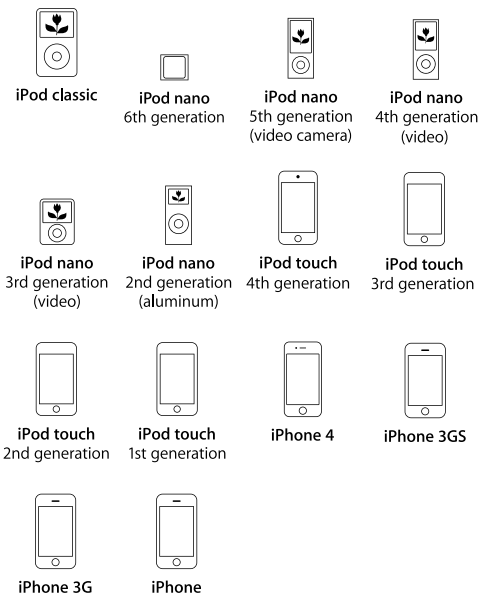 iPod classic
iPod nano
6th generation
iPod nano
5th generation
(video camera)
iPod nano
4th generation
(video)
iPod nano
3rd generation
(video)
iPod nano
2nd generation
(aluminum)
iPod touch
4th generation
iPod touch
3rd generation
iPod touch
2nd generation
iPod touch
1st generation
iPhone 4
iPhone 3GS
iPhone 3G
iPhone